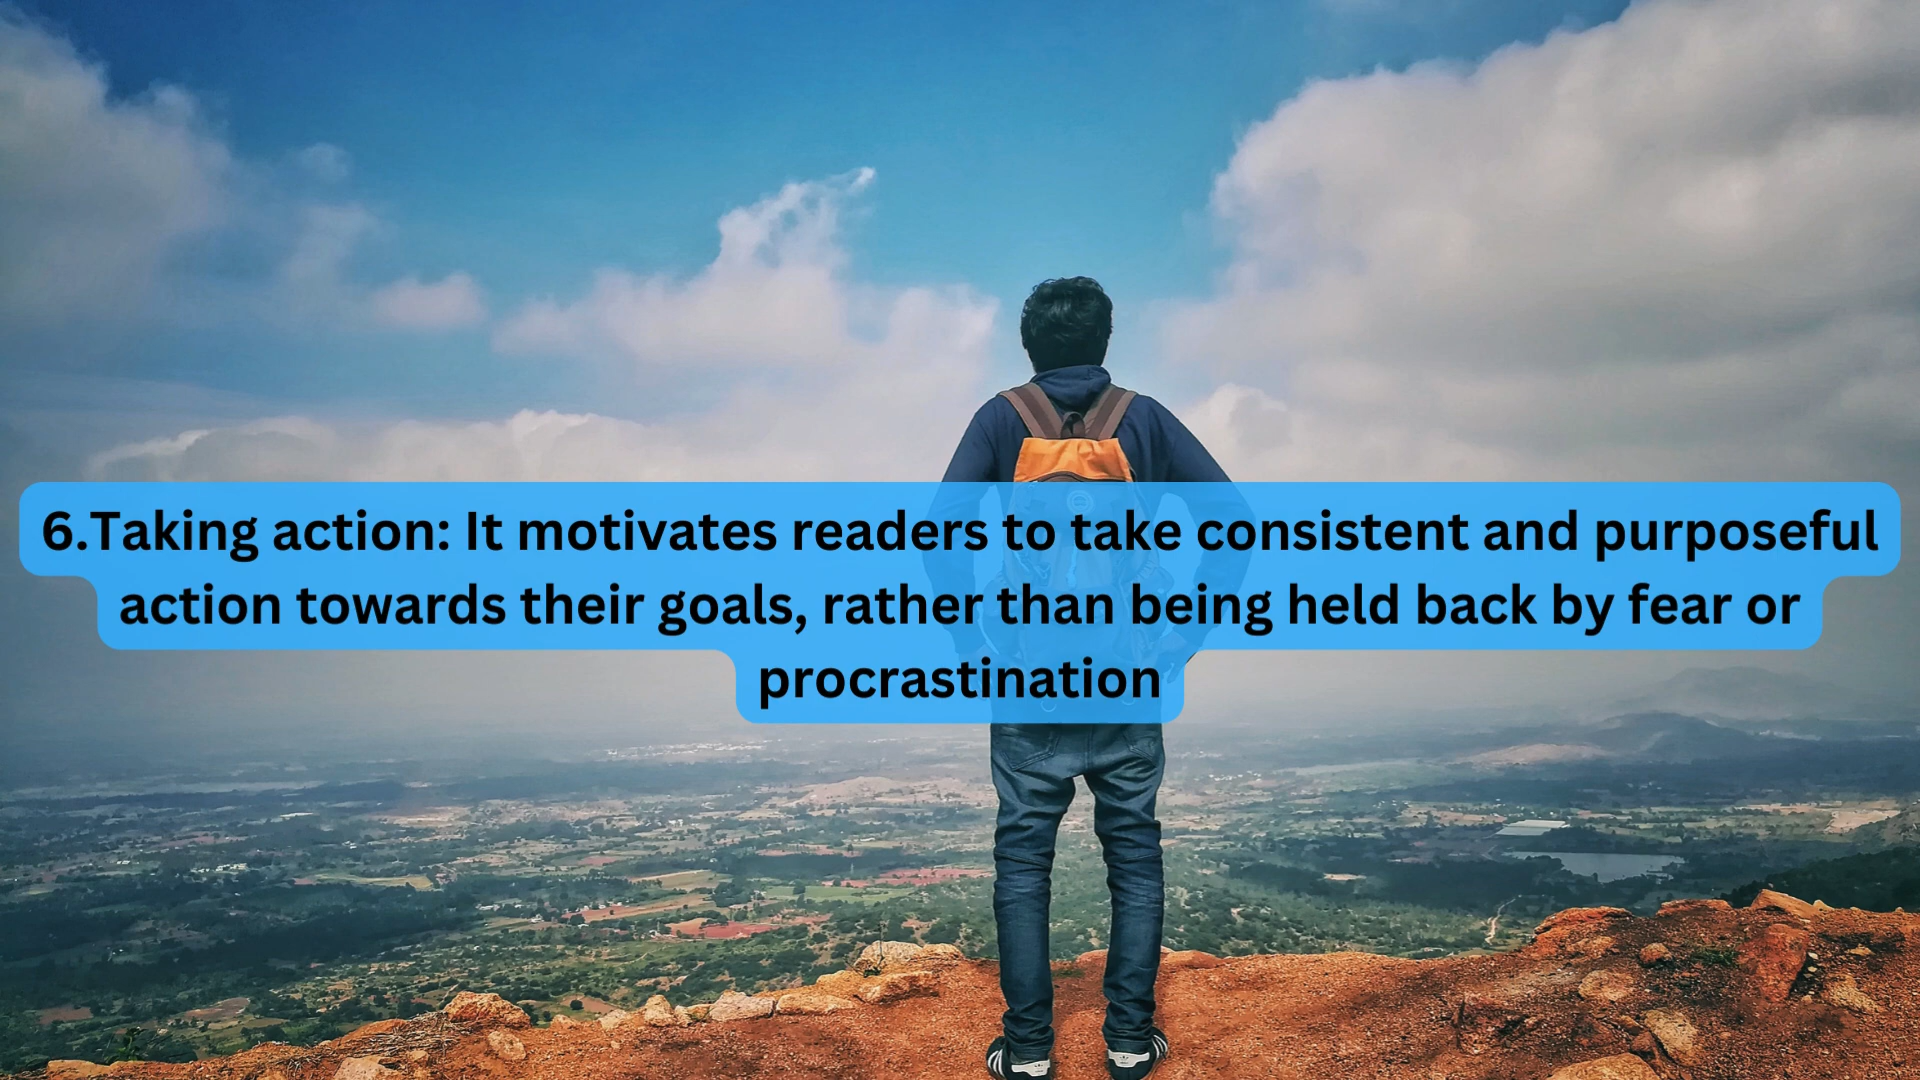 6.Taking action: It motivates readers to take consistent and purposeful
action towards their goals, rather than being held back by fear or
procrastination